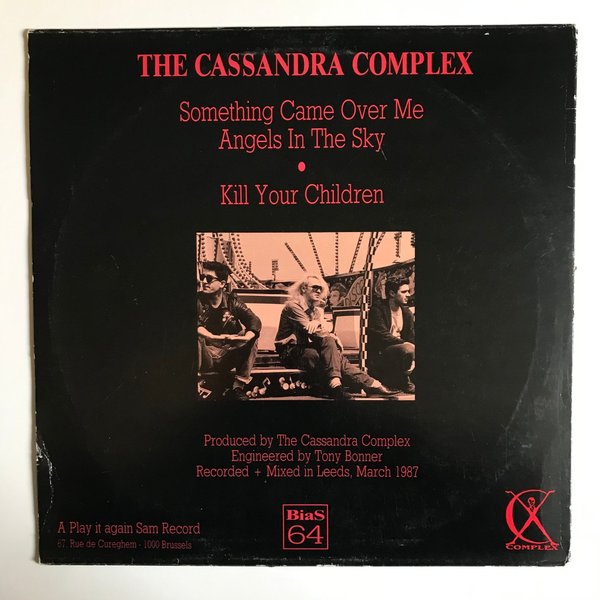 THE CASSANDRA COMPLEX
Something Came Over Me
Angels In The Sky
•
Kill Your Children
Produced by The Cassandra Complex
Engineered by Tony Bonner
Recorded + Mixed in Leeds, March 1987
A Play it again Sam Record
67, Rue de Cureghem - 1000 Brussels
BiaS
64
COMPLEX